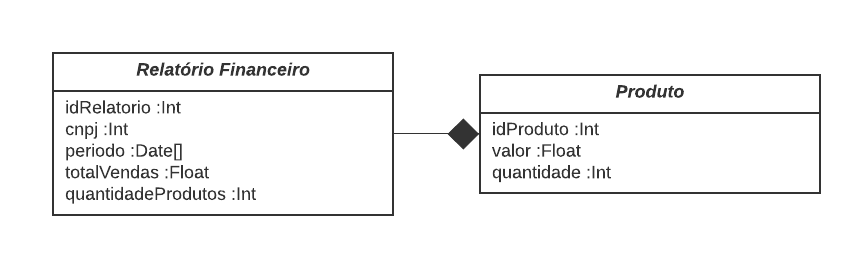 Relatório Financeiro
idRelatorio :Int
cnpj :Int
periodo :Date[]
totalVendas :Float
quantidadeProdutos :Int
Produto
idProduto :Int
valor :Float
quantidade :Int